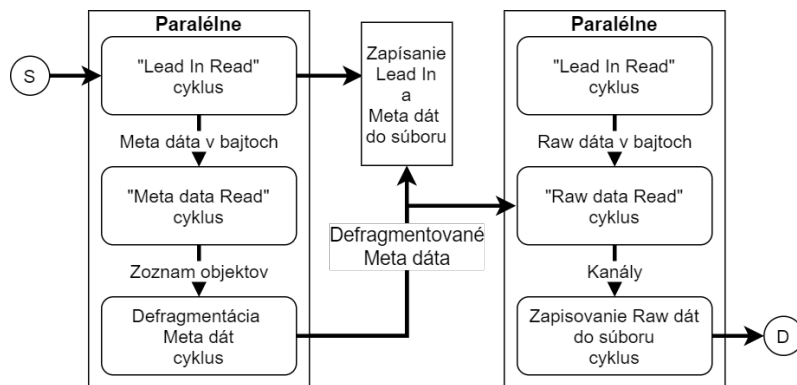 Paralélne
S
"Lead In Read"
cyklus
Meta dáta v bajtoch
"Meta data Read"
cyklus
Zoznam objektov
Defragmentácia
Meta dát
cyklus
Zapísanie
Lead In
a
Meta dát
do súboru
Defragmentované
Meta dáta
Paralélne
"Lead In Read"
cyklus
Raw dáta v bajtoch
"Raw data Read"
cyklus
Kanály
Zapisovanie Raw dát
do súboru
cyklus
D